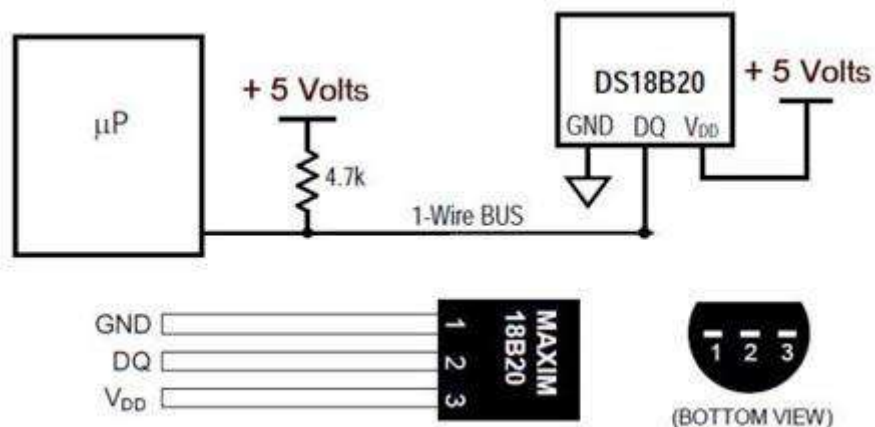 µP
+ 5 Volts
4.7k
1-Wire BUS
DS18B20
GND DQ VDD
+ 5 Volts
GND
DQ
VDD
1
2
3
MAXIM
18B20
1 2 3
(BOTTOM VIEW)